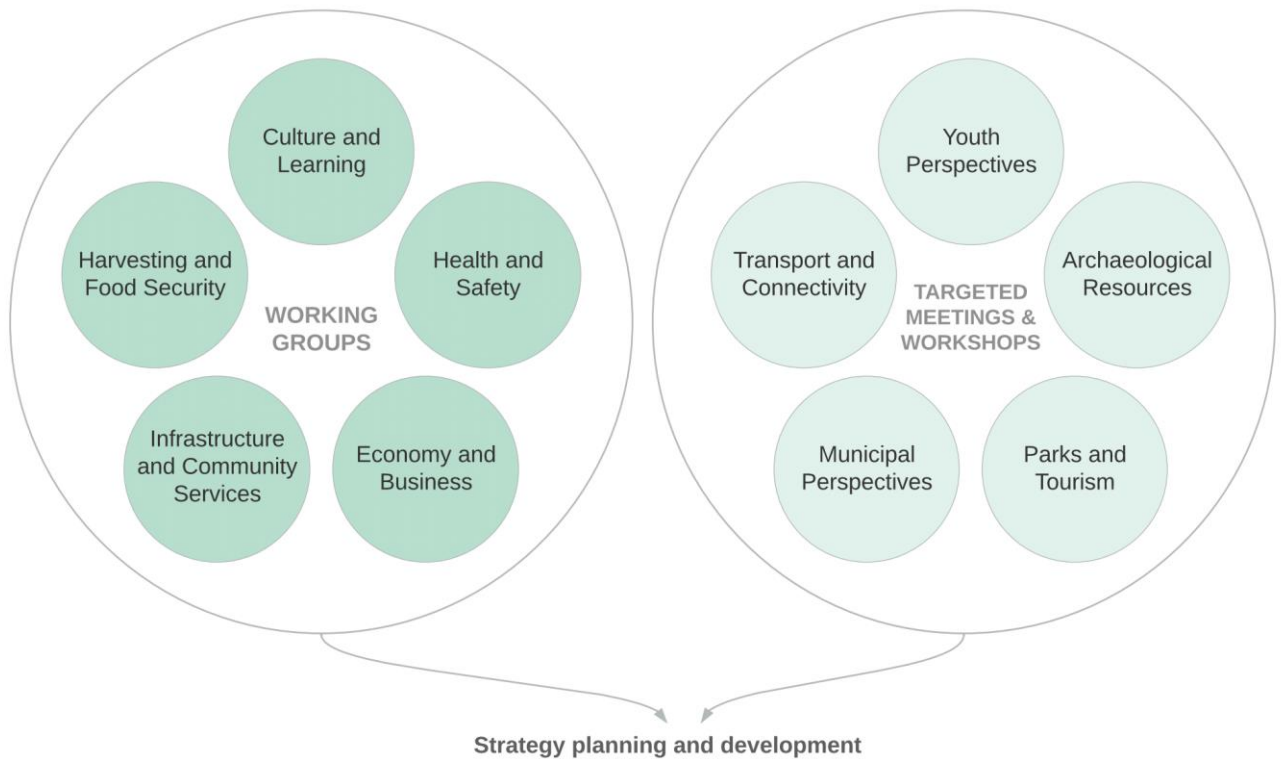 Culture and
Learning
Harvesting and
Food Security
Health and
Safety
WORKING
GROUPS
Infrastructure
and Community
Services
Economy and
Business
Youth
Perspectives
Transport and
Connectivity
Archaeological
Resources
TARGETED
MEETINGS &
WORKSHOPS
Municipal
Perspectives
Parks and
Tourism
Strategy planning and development